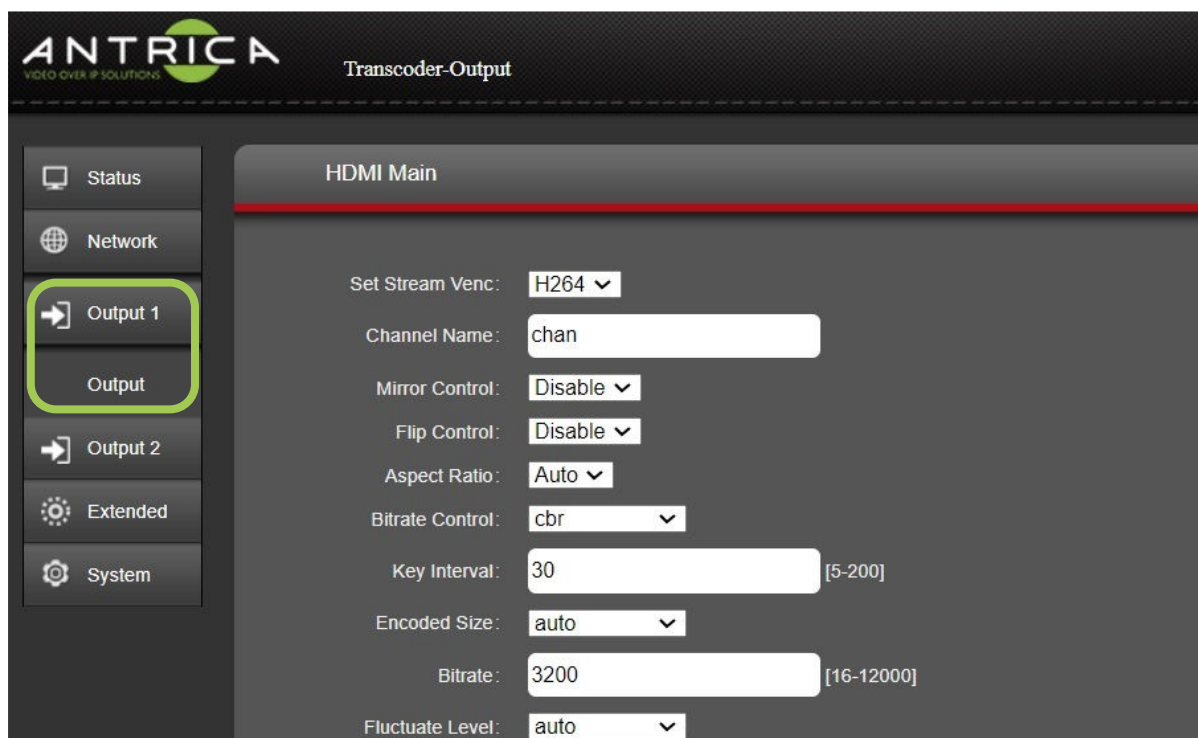 ANTRICA
VIDEO OVER IP SOLUTIONS
Transcoder-Output
Status
Network
Output 1
Output
Output 2
Extended
System
HDMI Main
Set Stream Venc: H264
Channel Name: chan
Mirror Control: Disable
Flip Control: Disable
Aspect Ratio: Auto
Bitrate Control: cbr
Key Interval: 30 [5-200]
Encoded Size: auto
Bitrate: 3200 [16-12000]
Fluctuate Level: auto